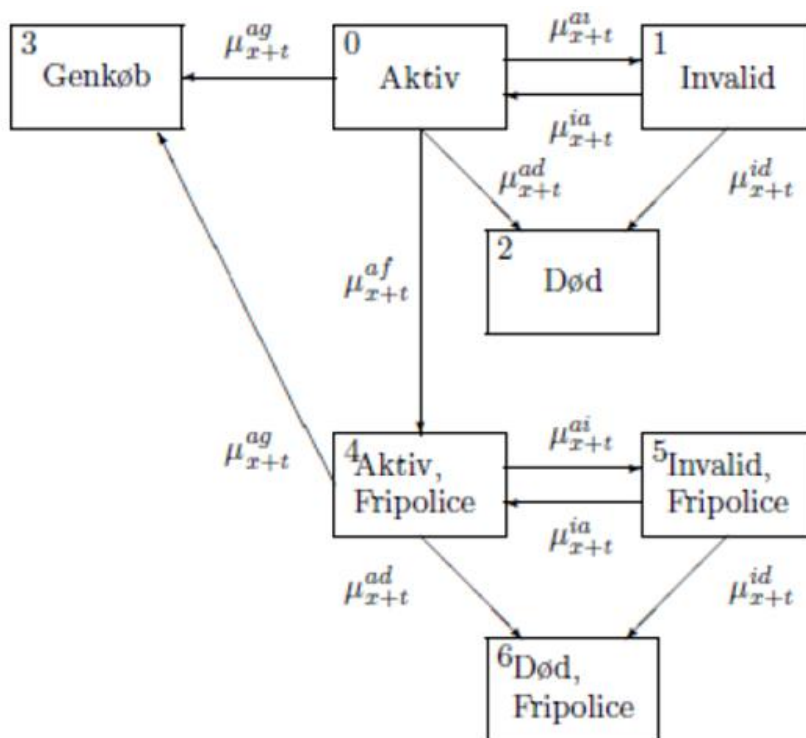 3
Genkøb
μ^{ag}_{x+t}
0
Aktiv
μ^{ai}_{x+t}
1
Invalid
μ^{ia}_{x+t}
μ^{ad}_{x+t}
μ^{id}_{x+t}
2
Død
μ^{af}_{x+t}
μ^{ag}_{x+t}
4
Aktiv,
Fripolice
μ^{ai}_{x+t}
5
Invalid,
Fripolice
μ^{ia}_{x+t}
μ^{ad}_{x+t}
μ^{id}_{x+t}
6
Død,
Fripolice